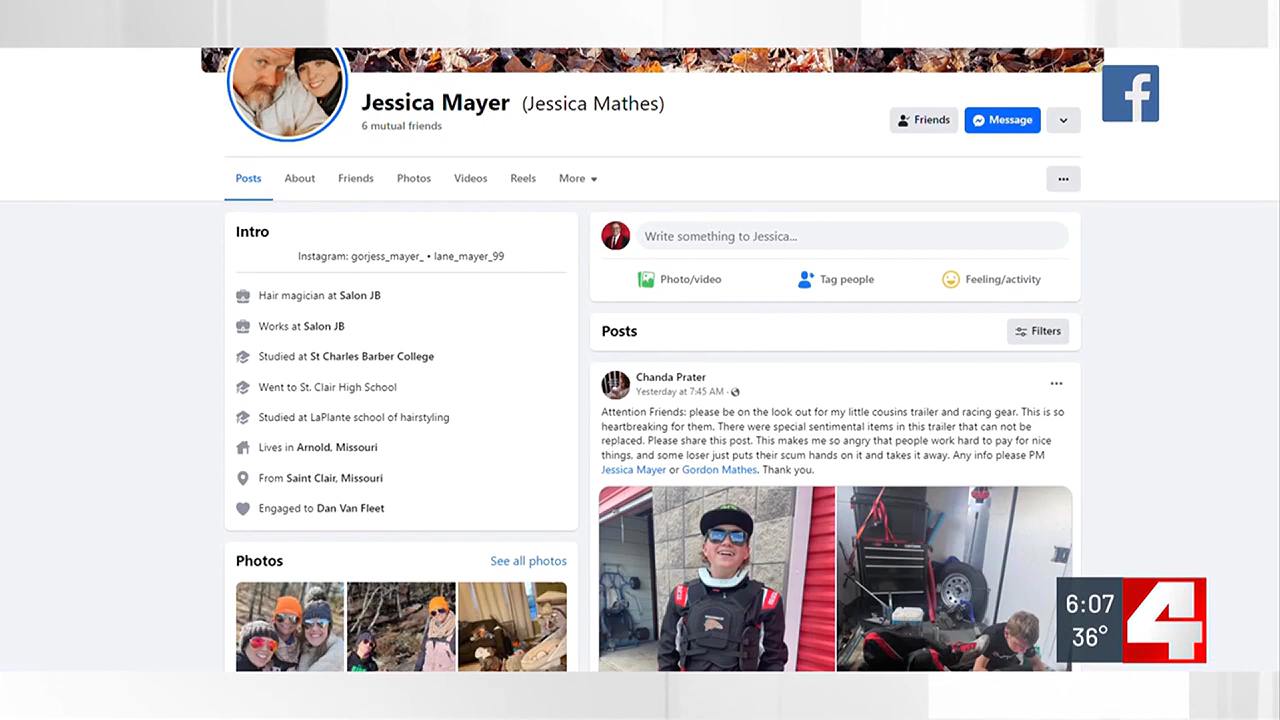 Jessica Mayer (Jessica Mathes)
6 mutual friends
Friends
Message
f
Posts
About
Friends
Photos
Videos
Reels
More
Intro
Instagram: gorjess_mayer_ • lane_mayer_99
Hair magician at Salon JB
Works at Salon JB
Studied at St Charles Barber College
Went to St. Clair High School
Studied at LaPlante school of hairstyling
Lives in Arnold, Missouri
From Saint Clair, Missouri
Engaged to Dan Van Fleet
Photos
See all photos
Write something to Jessica...
Photo/video
Tag people
Feeling/activity
Posts
Filters
Chanda Prater
Yesterday at 7:45 AM ·
Attention Friends: please be on the look out for my little cousins trailer and racing gear. This is so
heartbreaking for them. There were special sentimental items in this trailer that can not be
replaced. Please share this post. This makes me so angry that people work hard to pay for nice
things, and some loser just puts their scum hands on it and takes it away. Any info please PM
Jessica Mayer or Gordon Mathes. Thank you.
6:07
36°
4